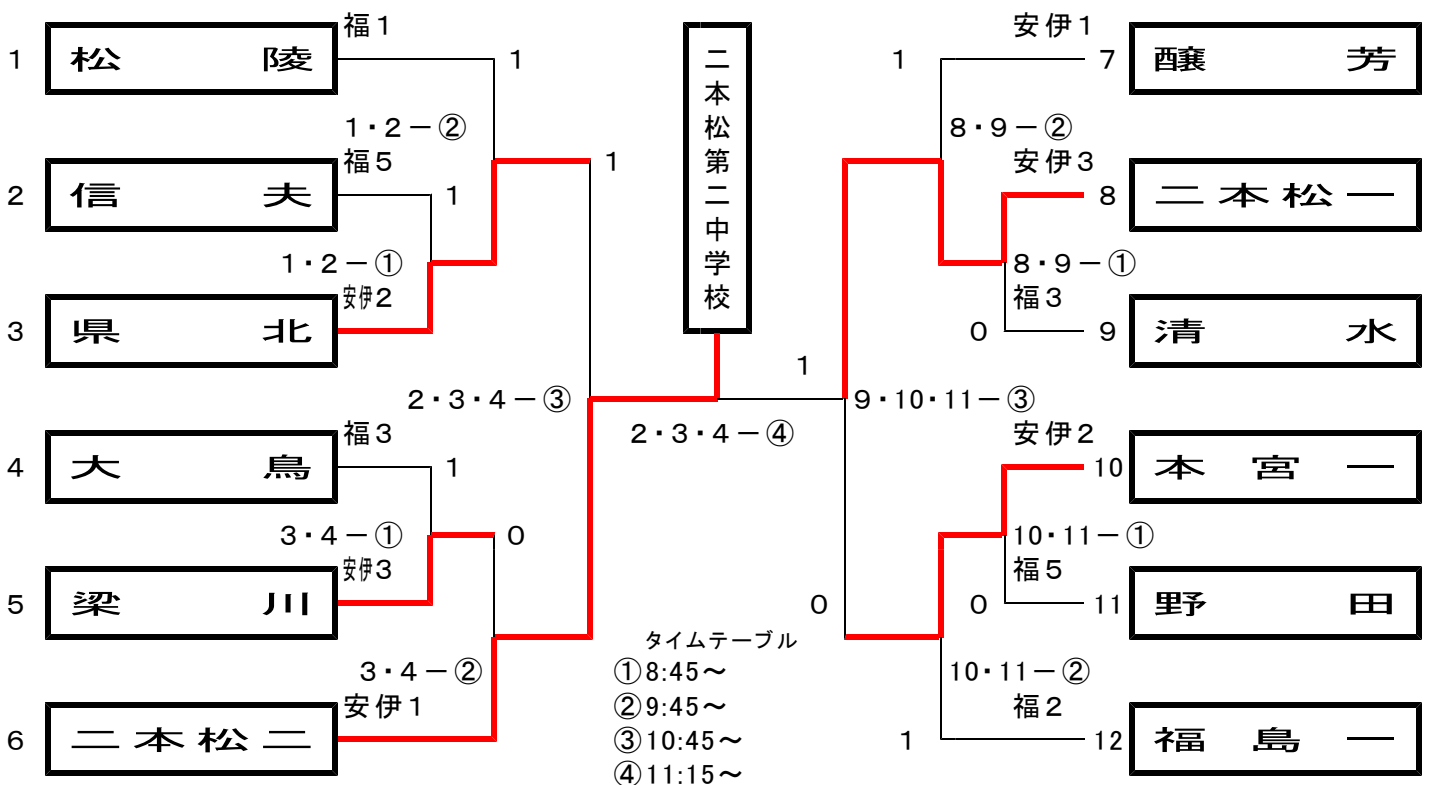 福1
1 松陵 1
1・2－②
福5
2 信夫 1
1
1・2－①
安伊2
3 県北
2・3・4－③
福3
4 大鳥 1
3・4－①
0
安伊3
5 梁川
3・4－②
安伊1
6 二本松二
二本松第二中学校
1
2・3・4－④
タイムテーブル
①8:45～
②9:45～
③10:45～
④11:15～
安伊1
1 7 醸芳
8・9－②
安伊3
8 二本松一
8・9－①
福3
0 9 清水
9・10・11－③
安伊2
10 本宮一
10・11－①
福5
0 0 11 野田
10・11－②
福2
1 12 福島一